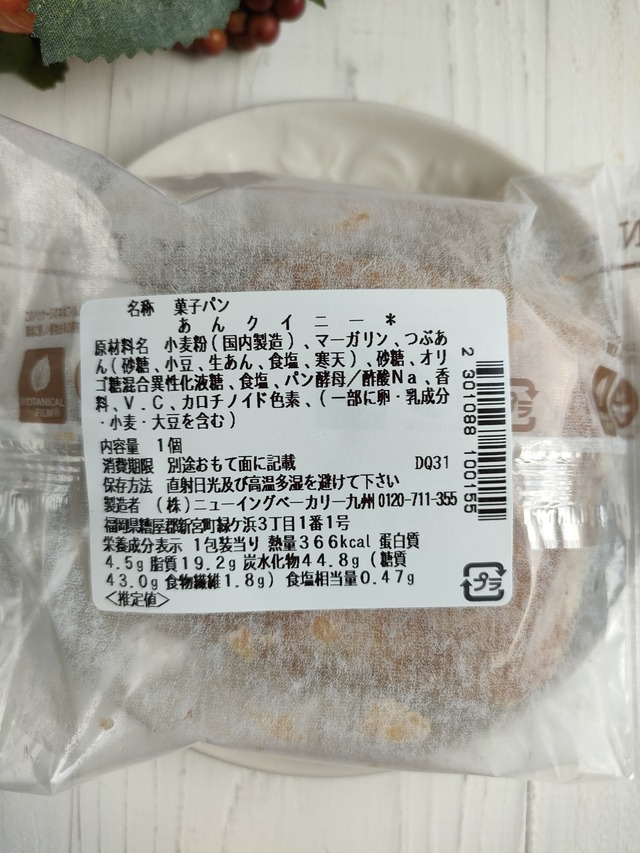 名称 菓子パン
あんクイニー*
原材料名 小麦粉(国内製造)、マーガリン、つぶあ
ん(砂糖、小豆、生あん、食塩、寒天)、砂糖、オリ
ゴ糖混合異性化液糖、食塩、パン酵母/酢酸Na、香
料、V.C、カロチノイド色素、(一部に卵・乳成分
・小麦・大豆を含む)
内容量 1個
消費期限 別途おもて面に記載 DQ31
保存方法 直射日光及び高温多湿を避けて下さい
製造者 (株)ニューイングベーカリー九州 0120-711-355
福岡県糟屋郡新宮町緑ケ浜3丁目1番1号
栄養成分表示 1包装当り 熱量366kcal 蛋白質
4.5g 脂質19.2g 炭水化物44.8g (糖質
43.0g 食物繊維1.8g) 食塩相当量0.47g
<推定値>
2 301088 100155
プラ
BOTANICAL
FILM®